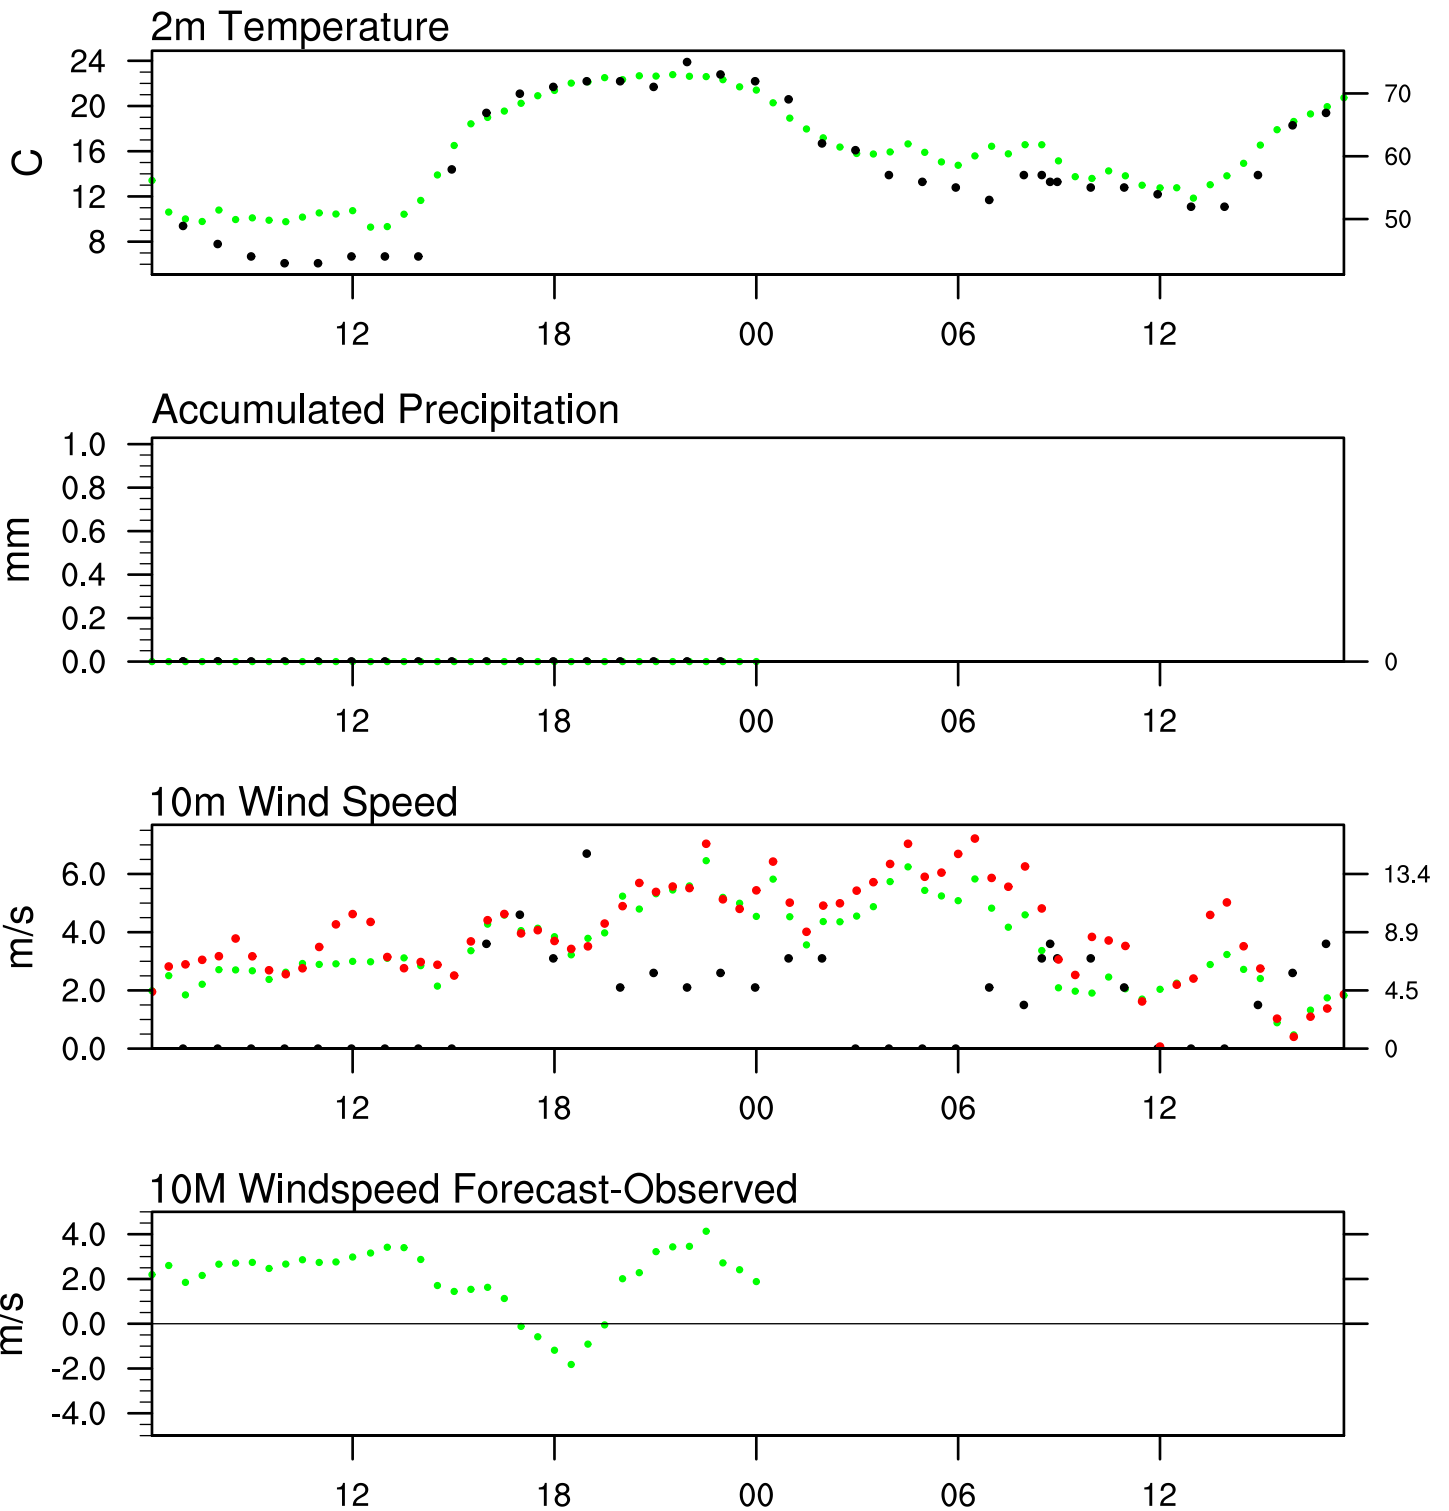 2m Temperature
24
20
16
12
8
C
70
60
50
12 18 00 06 12
Accumulated Precipitation
1.0
0.8
0.6
0.4
0.2
0.0
mm
0
12 18 00 06 12
10m Wind Speed
6.0
4.0
2.0
0.0
m/s
13.4
8.9
4.5
0
12 18 00 06 12
10M Windspeed Forecast-Observed
4.0
2.0
0.0
-2.0
-4.0
m/s
12 18 00 06 12